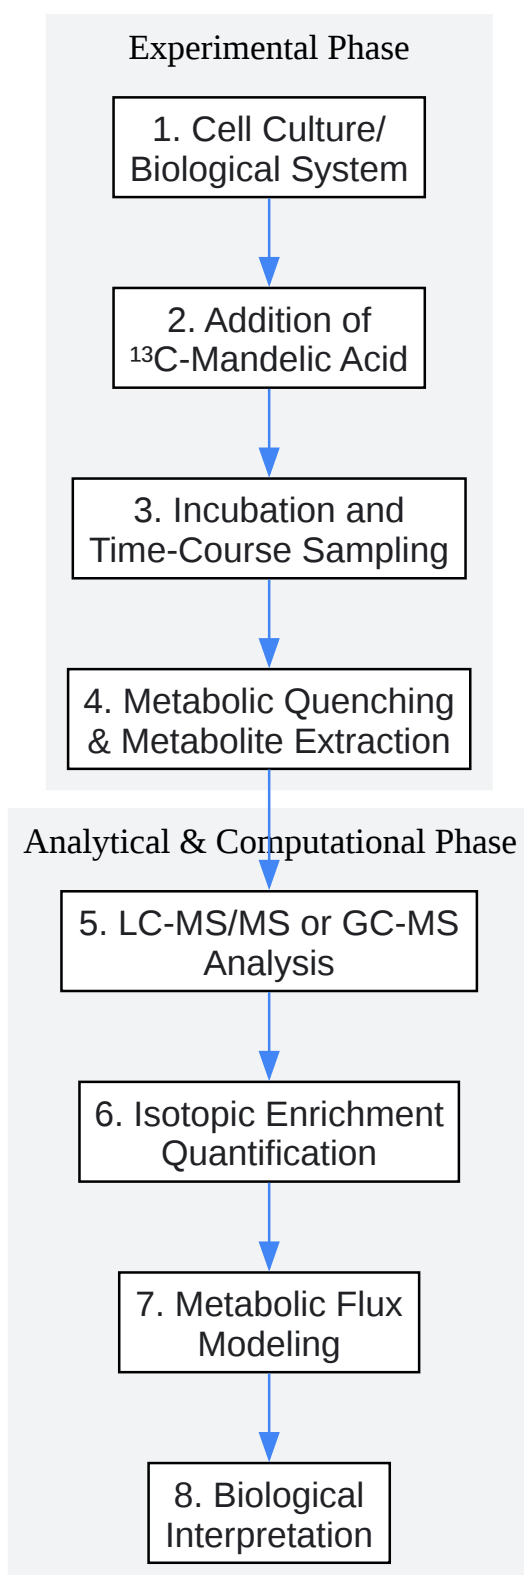 Experimental Phase
1. Cell Culture/
Biological System
2. Addition of
¹³C-Mandelic Acid
3. Incubation and
Time-Course Sampling
4. Metabolic Quenching
& Metabolite Extraction
Analytical & Computational Phase
5. LC-MS/MS or GC-MS
Analysis
6. Isotopic Enrichment
Quantification
7. Metabolic Flux
Modeling
8. Biological
Interpretation